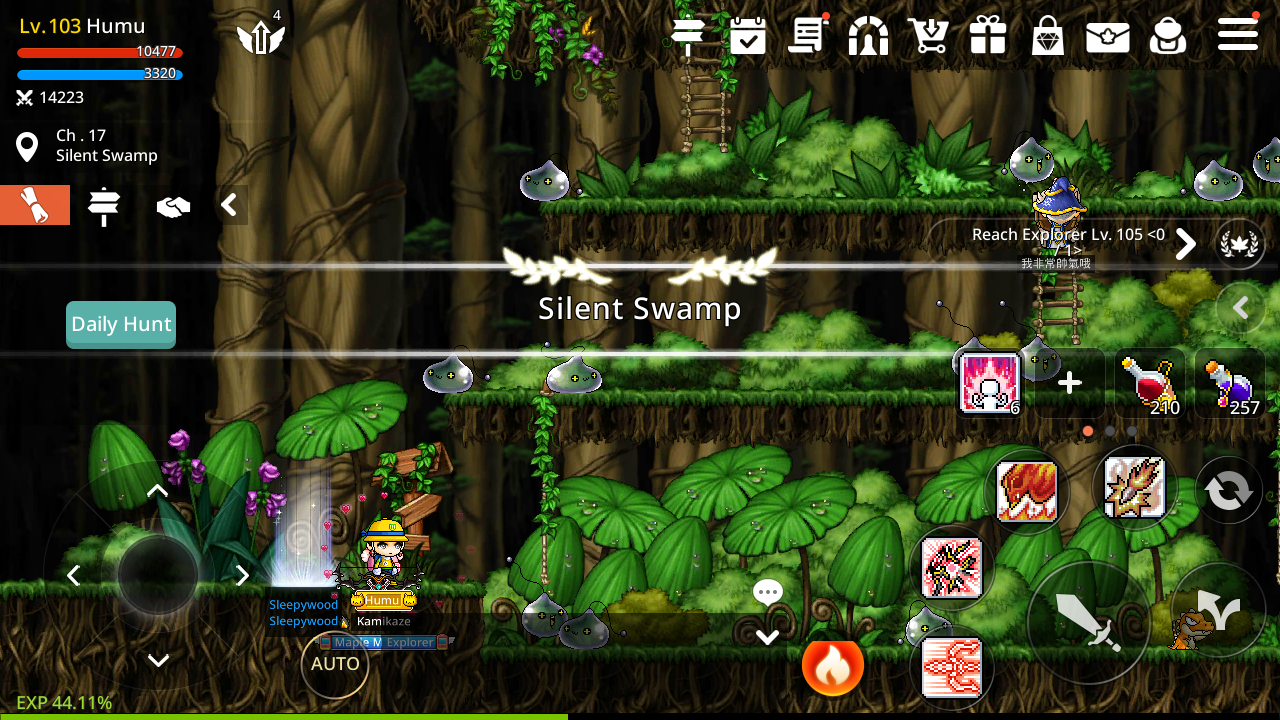 Lv.103 Humu
4
10477
3320
14223
Ch . 17
Silent Swamp
Reach Explorer Lv. 105 <0
/ 1>
我非常帥氣哦
Silent Swamp
Daily Hunt
6
210
257
Humu
Sleepywood
Sleepywood
Kamikaze
Maple M Explorer
AUTO
EXP 44.11%